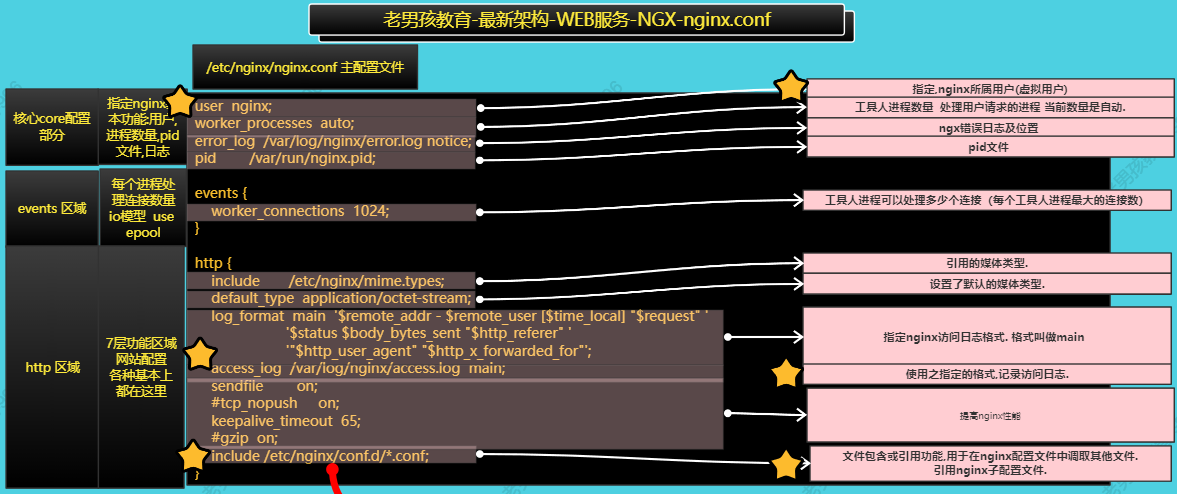 老男孩教育-最新架构-WEB服务-NGX-nginx.conf
/etc/nginx/nginx.conf 主配置文件
核心core配置
部分
指定nginx
本功能:用户,
进程数量,pid
文件,日志
user nginx;
worker_processes auto;
error_log /var/log/nginx/error.log notice;
pid /var/run/nginx.pid;
指定,nginx所属用户(虚拟用户)
工具人进程数量 处理用户请求的进程 当前数量是自动.
ngx错误日志及位置
pid文件
events 区域
每个进程处
理连接数量
io模型 use
epool
events {
worker_connections 1024;
}
工具人进程可以处理多少个连接（每个工具人进程最大的连接数)
http 区域
7层功能区域
网站配置
各种基本上
都在这里
http {
include /etc/nginx/mime.types;
default_type application/octet-stream;
log_format main '$remote_addr - $remote_user [$time_local] "$request" '
'$status $body_bytes_sent "$http_referer" '
'"$http_user_agent" "$http_x_forwarded_for"';
access_log /var/log/nginx/access.log main;
sendfile on;
#tcp_nopush on;
keepalive_timeout 65;
#gzip on;
include /etc/nginx/conf.d/*.conf;
}
引用的媒体类型.
设置了默认的媒体类型.
指定nginx访问日志格式. 格式叫做main
使用之指定的格式,记录访问日志.
提高nginx性能
文件包含或引用功能,用于在nginx配置文件中调取其他文件.
引用nginx子配置文件.